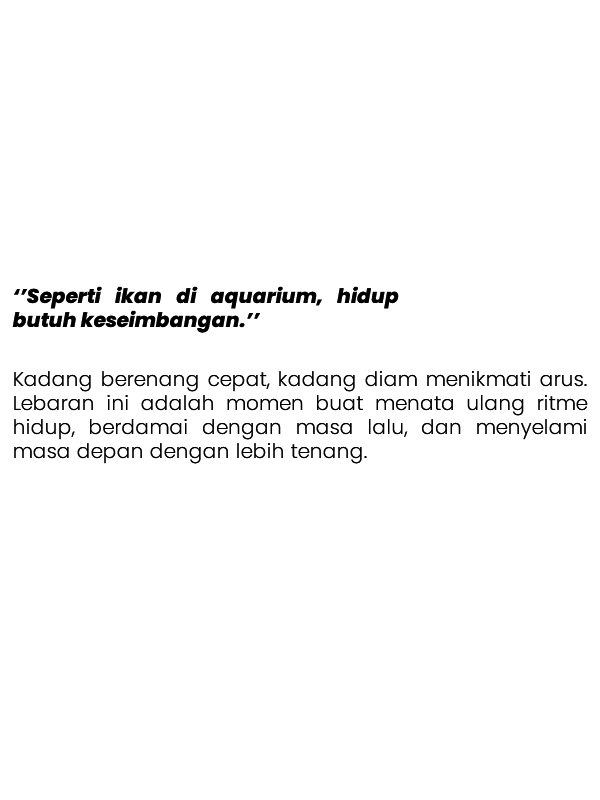 ‘’Seperti ikan di aquarium, hidup
butuh keseimbangan.’’
Kadang berenang cepat, kadang diam menikmati arus.
Lebaran ini adalah momen buat menata ulang ritme
hidup, berdamai dengan masa lalu, dan menyelami
masa depan dengan lebih tenang.